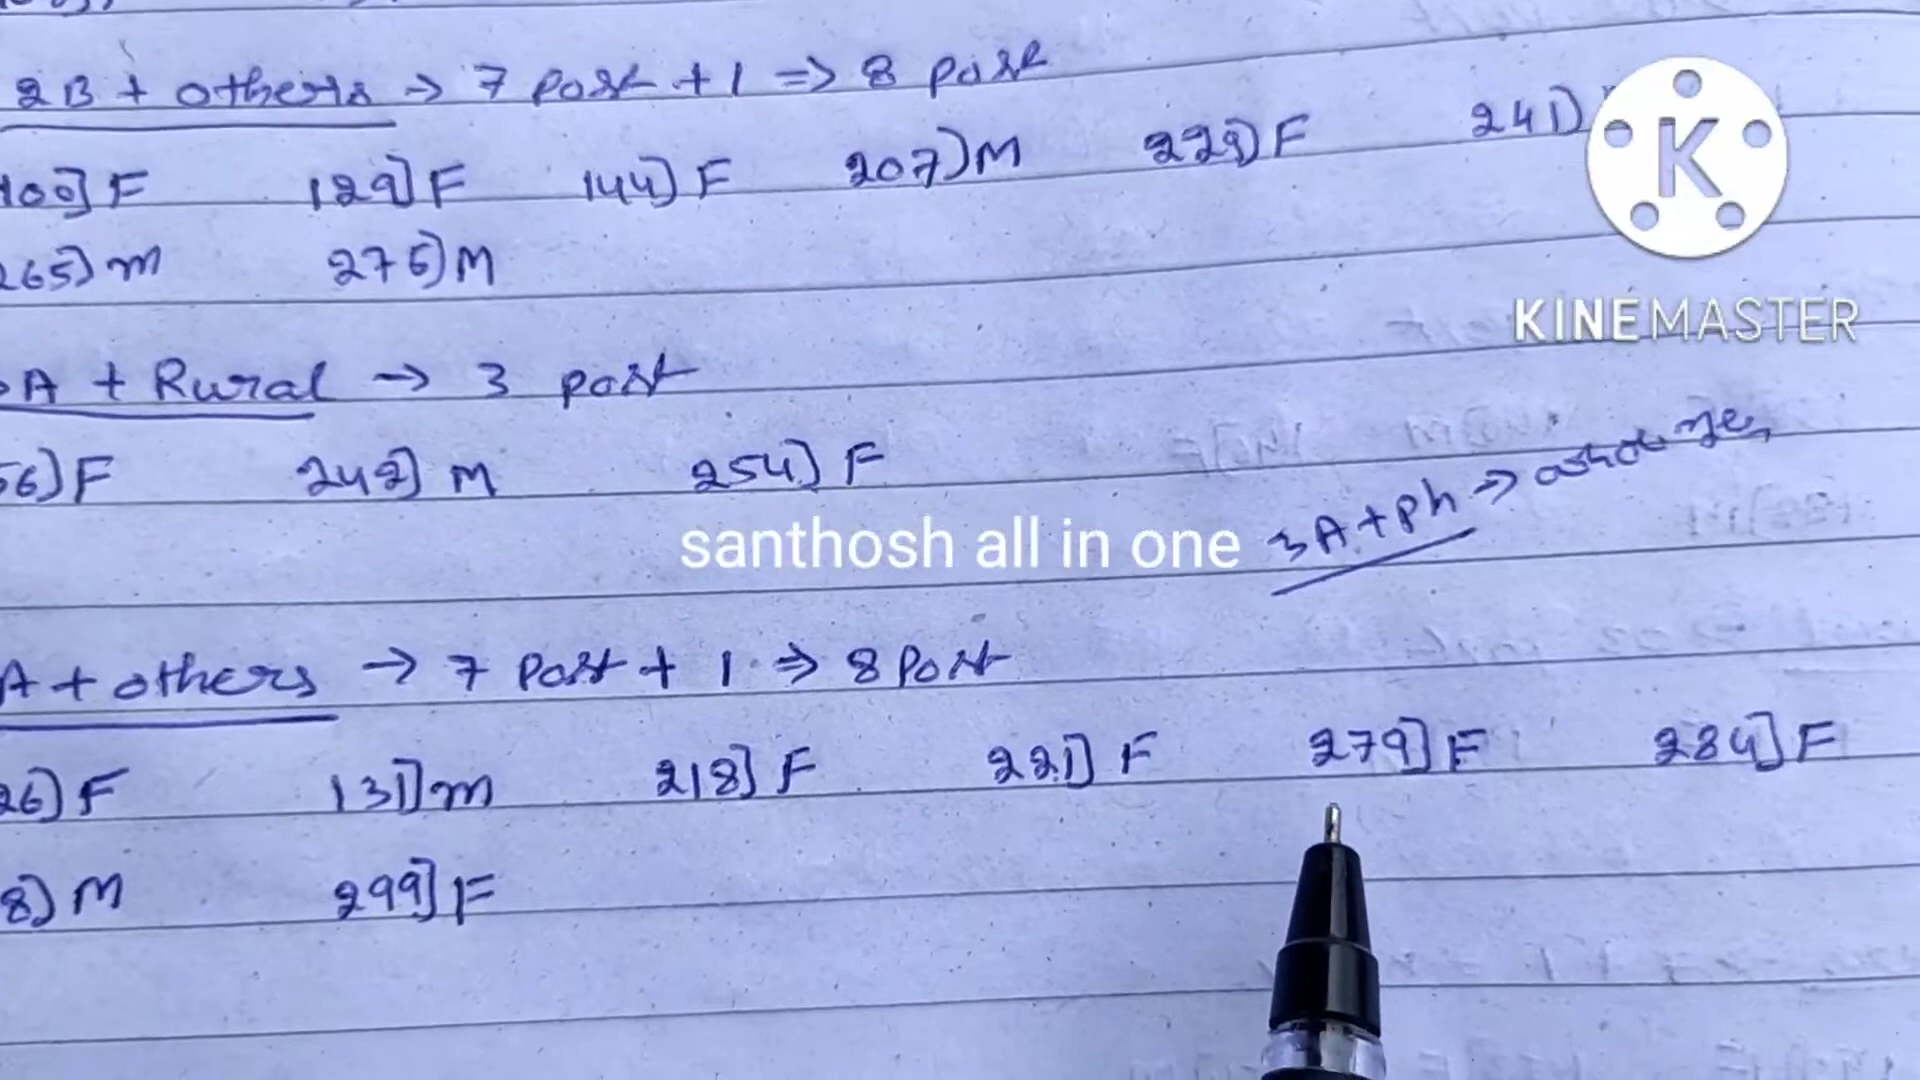 2B + others → 7 post + 1 => 8 post
100] F 129] F 144] F 207) M 229) F 241)
265) m 275) M
A + Rural → 3 post
56) F 242) M 254) F
3A + Ph →
santhosh all in one
A + others → 7 Post + 1 => 8 Post
26) F 131] m 218] F 221] F 279] F 284] F
8) M 299] F
K
KINEMASTER